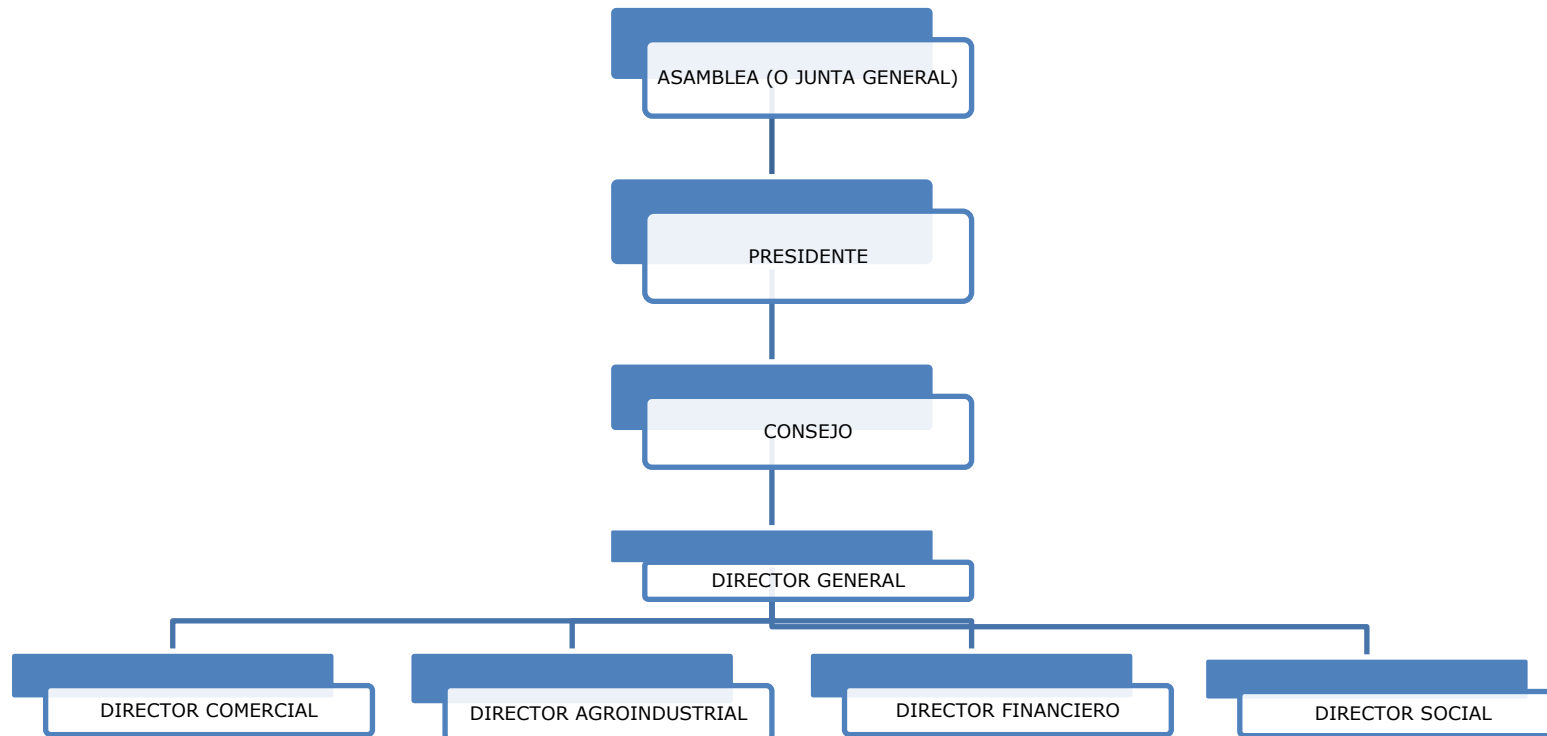 ASAMBLEA (O JUNTA GENERAL)
PRESIDENTE
CONSEJO
DIRECTOR GENERAL
DIRECTOR COMERCIAL
DIRECTOR AGROINDUSTRIAL
DIRECTOR FINANCIERO
DIRECTOR SOCIAL